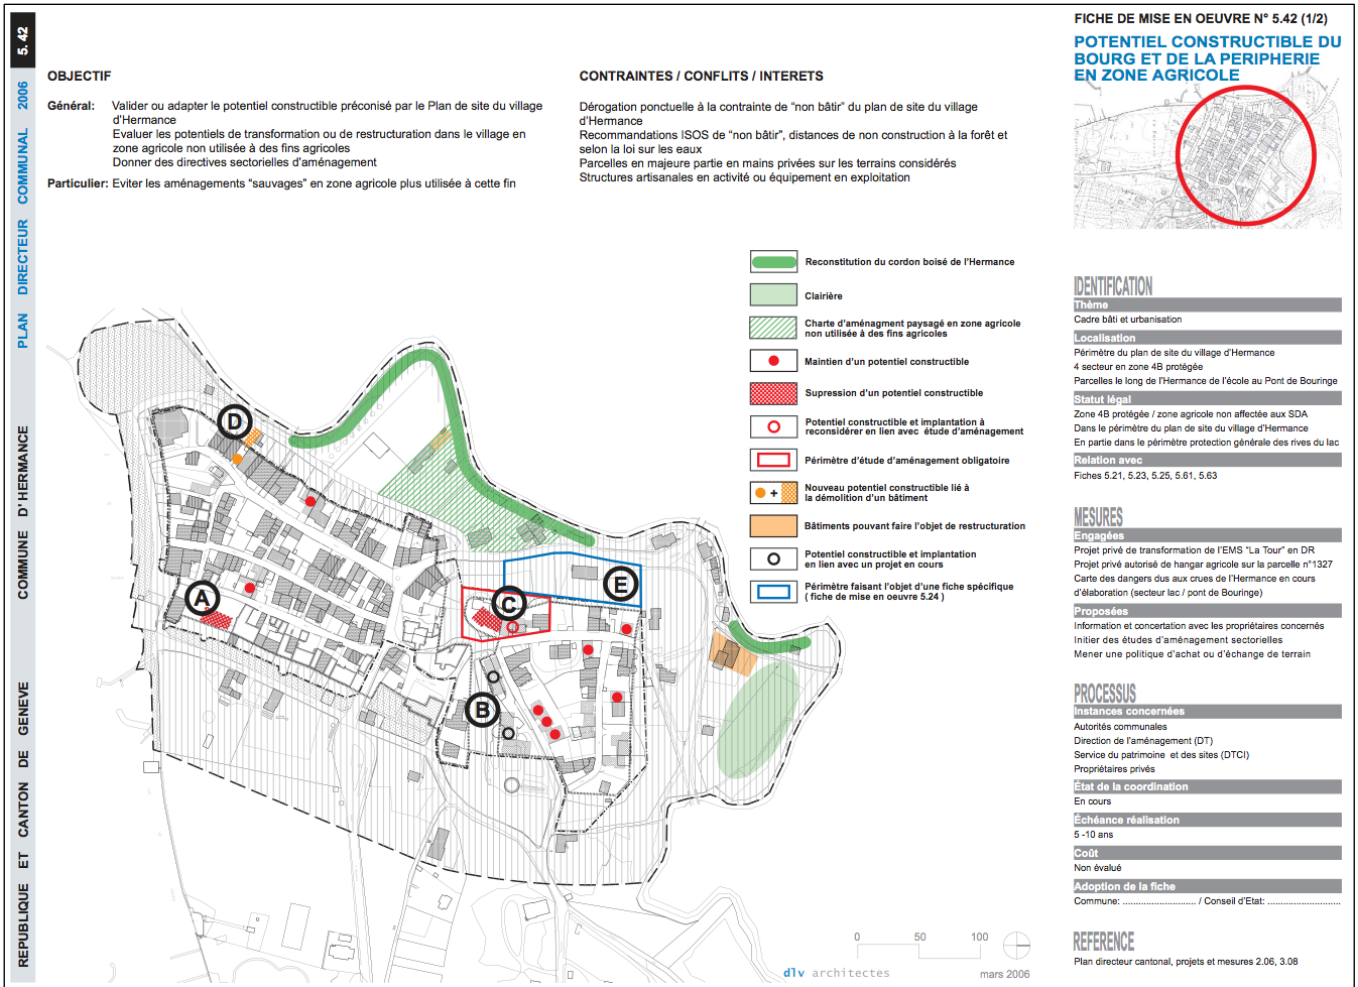 5. 42
PLAN DIRECTEUR COMMUNAL 2006
COMMUNE D'HERMANCE
REPUBLIQUE ET CANTON DE GENEVE
OBJECTIF
Général: Valider ou adapter le potentiel constructible préconisé par le Plan de site du village
d'Hermance
Evaluer les potentiels de transformation ou de restructuration dans le village en
zone agricole non utilisée à des fins agricoles
Donner des directives sectorielles d'aménagement
Particulier: Eviter les aménagements "sauvages" en zone agricole plus utilisée à cette fin
CONTRAINTES / CONFLITS / INTERETS
Dérogation ponctuelle à la contrainte de "non bâtir" du plan de site du village
d'Hermance
Recommandations ISOS de "non bâtir", distances de non construction à la forêt et
selon la loi sur les eaux
Parcelles en majeure partie en mains privées sur les terrains considérés
Structures artisanales en activité ou équipement en exploitation
Reconstitution du cordon boisé de l'Hermance
Clairière
Charte d'aménagment paysagé en zone agricole
non utilisée à des fins agricoles
Maintien d'un potentiel constructible
Supression d'un potentiel constructible
Potentiel constructible et implantation à
reconsidérer en lien avec étude d'aménagement
Périmètre d'étude d'aménagement obligatoire
+
Nouveau potentiel constructible lié à
la démolition d'un bâtiment
Bâtiments pouvant faire l'objet de restructuration
Potentiel constructible et implantation
en lien avec un projet en cours
Périmètre faisant l'objet d'une fiche spécifique
( fiche de mise en oeuvre 5.24 )
D
A
C
E
B
0 50 100
dlv architectes
mars 2006
FICHE DE MISE EN OEUVRE N° 5.42 (1/2)
POTENTIEL CONSTRUCTIBLE DU
BOURG ET DE LA PERIPHERIE
EN ZONE AGRICOLE
IDENTIFICATION
Thème
Cadre bâti et urbanisation
Localisation
Périmètre du plan de site du village d'Hermance
4 secteur en zone 4B protégée
Parcelles le long de l'Hermance de l'école au Pont de Bouringe
Statut légal
Zone 4B protégée / zone agricole non affectée aux SDA
Dans le périmètre du plan de site du village d'Hermance
En partie dans le périmètre protection générale des rives du lac
Relation avec
Fiches 5.21, 5.23, 5.25, 5.61, 5.63
MESURES
Engagées
Projet privé de transformation de l'EMS "La Tour" en DR
Projet privé autorisé de hangar agricole sur la parcelle n°1327
Carte des dangers dus aux crues de l'Hermance en cours
d'élaboration (secteur lac / pont de Bouringe)
Proposées
Information et concertation avec les propriétaires concernés
Initier des études d'aménagement sectorielles
Mener une politique d'achat ou d'échange de terrain
PROCESSUS
Instances concernées
Autorités communales
Direction de l'aménagement (DT)
Service du patrimoine et des sites (DTCI)
Propriétaires privés
État de la coordination
En cours
Échéance réalisation
5 -10 ans
Coût
Non évalué
Adoption de la fiche
Commune: ............................ / Conseil d'Etat: ............................
REFERENCE
Plan directeur cantonal, projets et mesures 2.06, 3.08